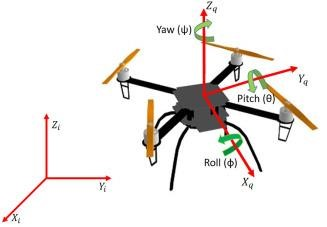 Z_q
Yaw (ψ)
Y_q
Pitch (θ)
Z_i
Roll (ϕ)
X_q
Y_i
X_i